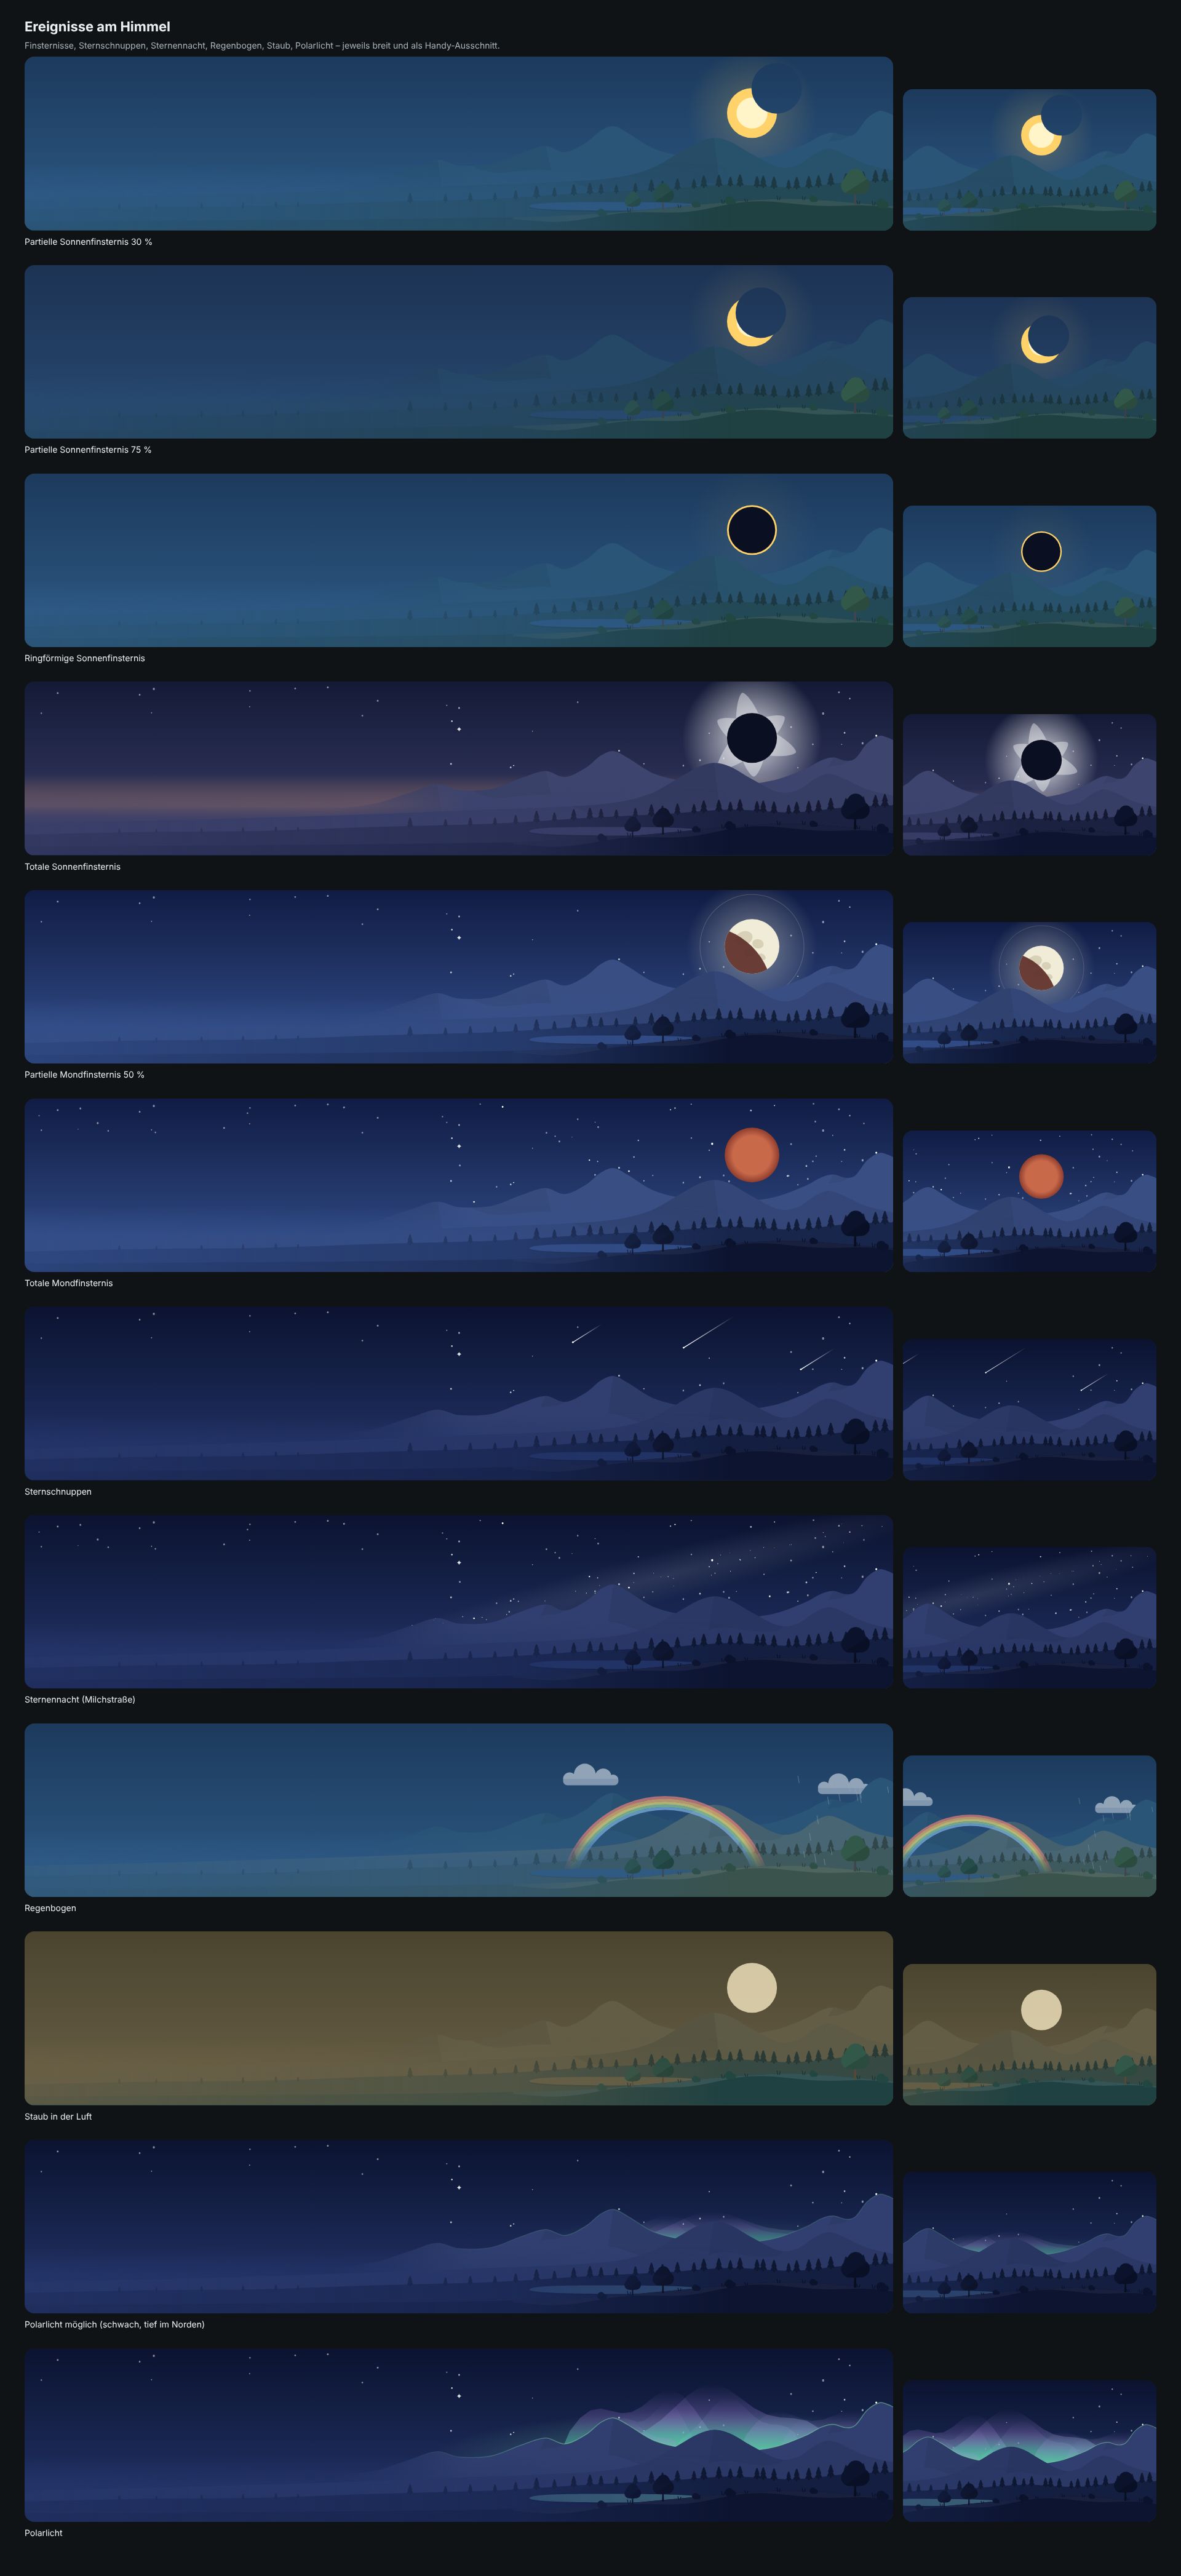 Ereignisse am Himmel
Finsternisse, Sternschnuppen, Sternennacht, Regenbogen, Staub, Polarlicht – jeweils breit und als Handy-Ausschnitt.
Partielle Sonnenfinsternis 30 %
Partielle Sonnenfinsternis 75 %
Ringförmige Sonnenfinsternis
Totale Sonnenfinsternis
Partielle Mondfinsternis 50 %
Totale Mondfinsternis
Sternschnuppen
Sternennacht (Milchstraße)
Regenbogen
Staub in der Luft
Polarlicht möglich (schwach, tief im Norden)
Polarlicht